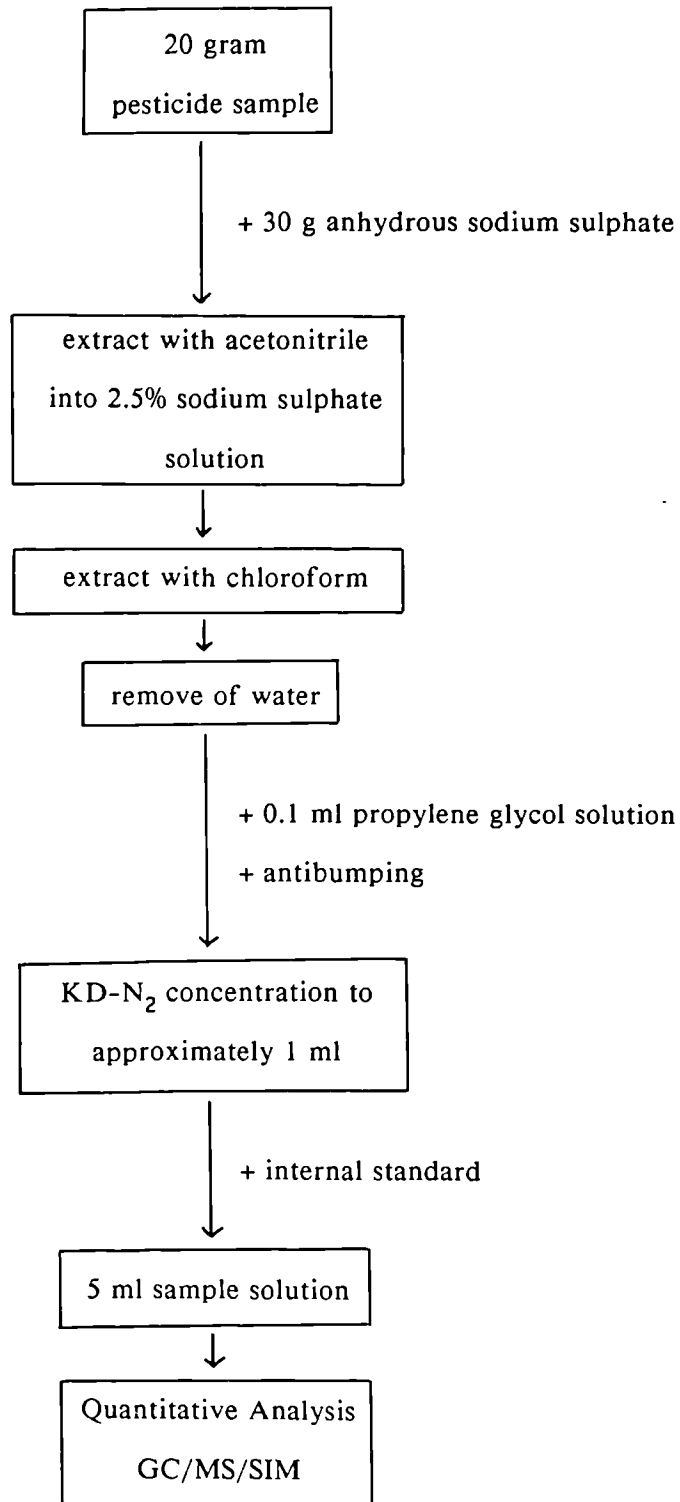 20 gram
pesticide sample
+ 30 g anhydrous sodium sulphate
extract with acetonitrile
into 2.5% sodium sulphate
solution
extract with chloroform
remove of water
+ 0.1 ml propylene glycol solution
+ antibumping
KD-N₂ concentration to
approximately 1 ml
+ internal standard
5 ml sample solution
Quantitative Analysis
GC/MS/SIM